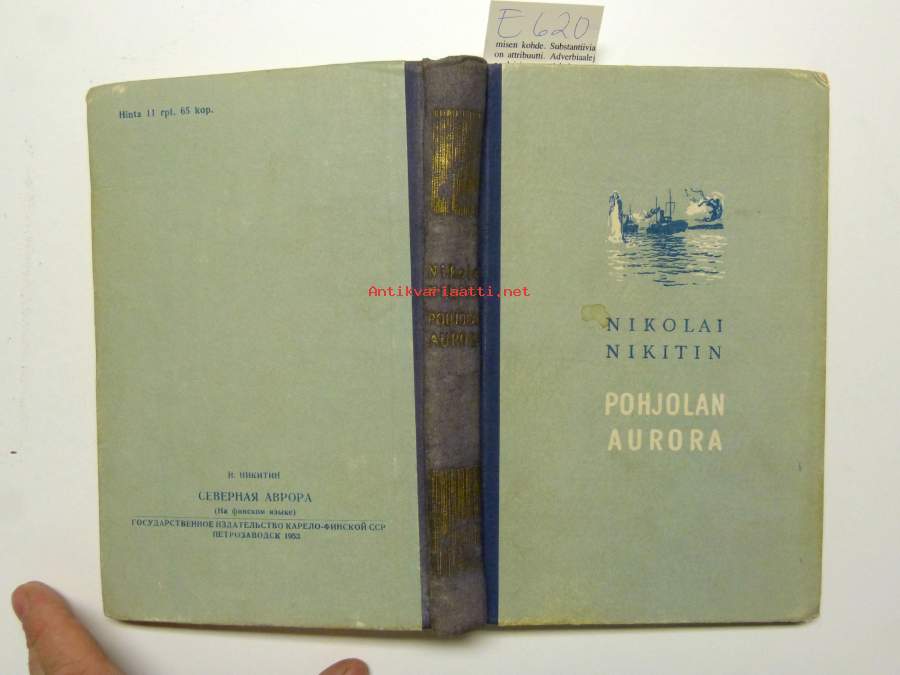 E620
misen kohde. Substantiivia
on attribuutti. Adverbiaalej
Hinta 11 rpl. 65 kop.
Nikolai
POHJOLAN
AURORA
Antikvariaatti.net
NIKOLAI
NIKITIN
POHJOLAN
AURORA
Н. НИКИТИН
СЕВЕРНАЯ АВРОРА
(На финском языке)
ГОСУДАРСТВЕННОЕ ИЗДАТЕЛЬСТВО КАРЕЛО-ФИНСКОЙ ССР
ПЕТРОЗАВОДСК 1953